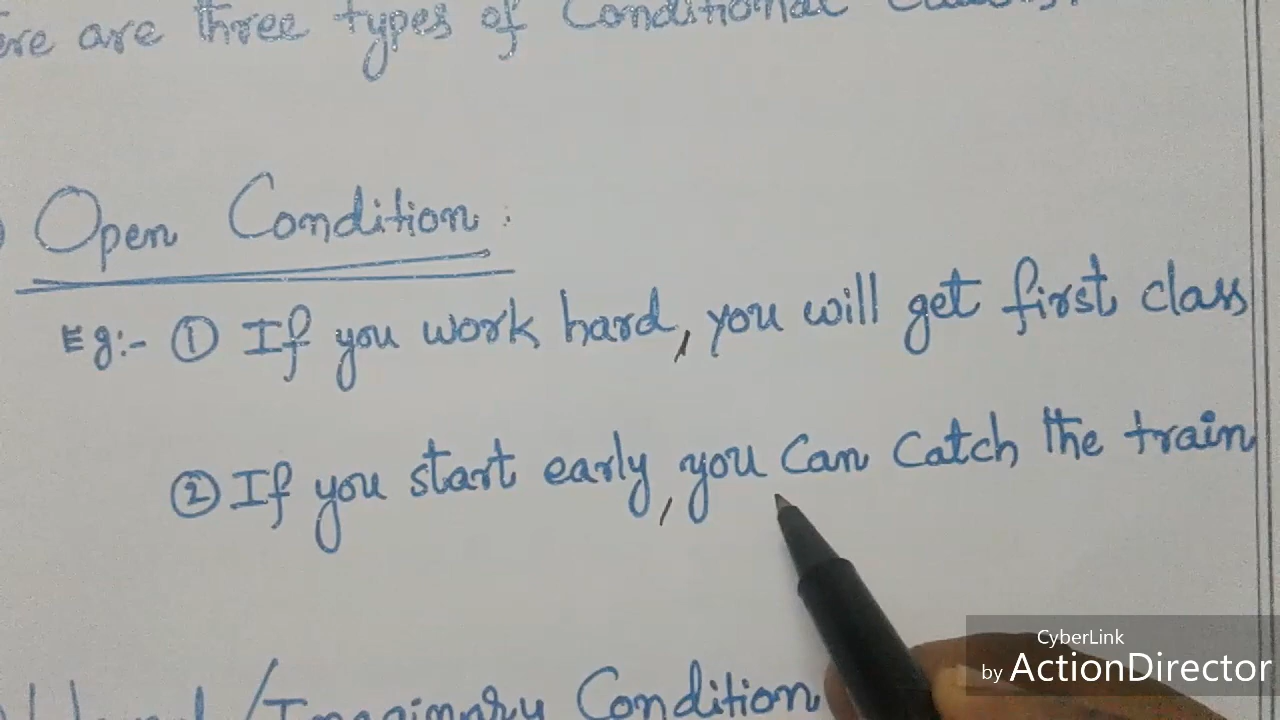 are three types of Conditional
Open Condition :
Eg:- ① If you work hard, you will get first class
② If you start early, you can catch the train
/Imaginary Condition
CyberLink
by ActionDirector